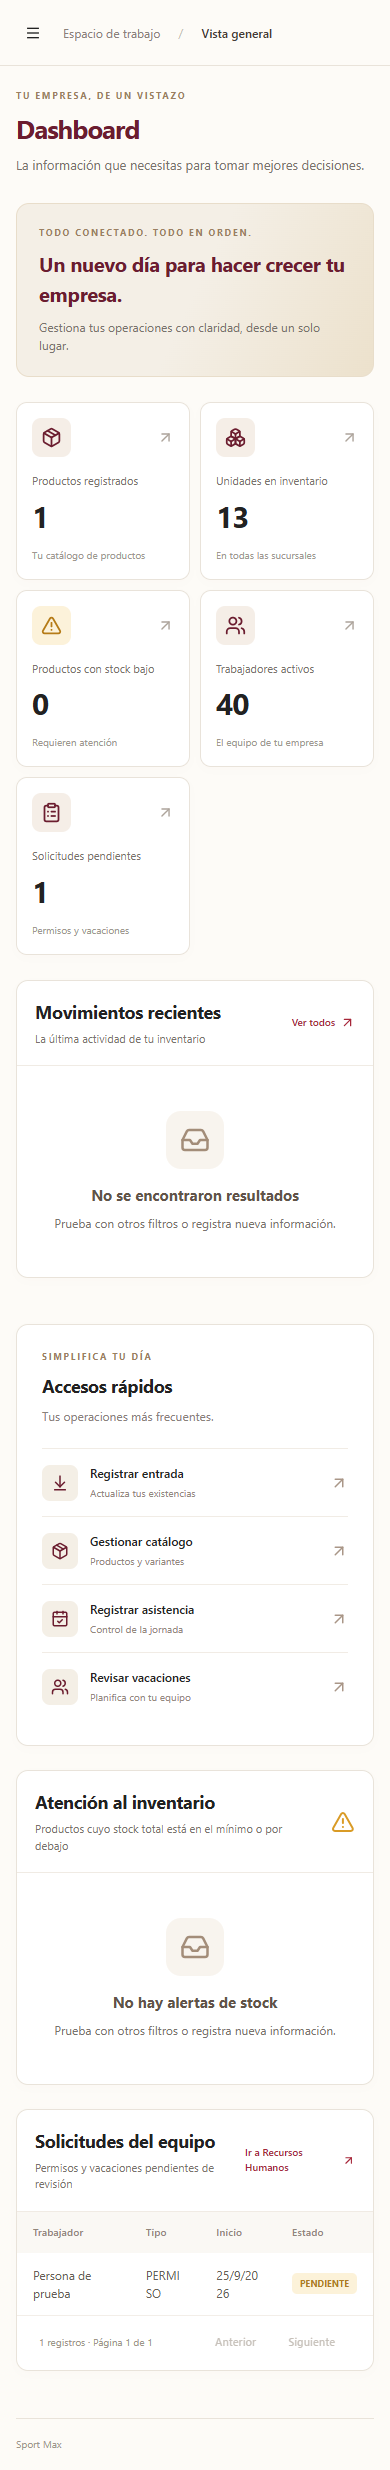 Espacio de trabajo / Vista general
TU EMPRESA, DE UN VISTAZO
Dashboard
La información que necesitas para tomar mejores decisiones.
TODO CONECTADO. TODO EN ORDEN.
Un nuevo día para hacer crecer tu
empresa.
Gestiona tus operaciones con claridad, desde un solo
lugar.
Productos registrados
1
Tu catálogo de productos
Unidades en inventario
13
En todas las sucursales
Productos con stock bajo
0
Requieren atención
Trabajadores activos
40
El equipo de tu empresa
Solicitudes pendientes
1
Permisos y vacaciones
Movimientos recientes
La última actividad de tu inventario
Ver todos
No se encontraron resultados
Prueba con otros filtros o registra nueva información.
SIMPLIFICA TU DÍA
Accesos rápidos
Tus operaciones más frecuentes.
Registrar entrada
Actualiza tus existencias
Gestionar catálogo
Productos y variantes
Registrar asistencia
Control de la jornada
Revisar vacaciones
Planifica con tu equipo
Atención al inventario
Productos cuyo stock total está en el mínimo o por
debajo
No hay alertas de stock
Prueba con otros filtros o registra nueva información.
Solicitudes del equipo
Permisos y vacaciones pendientes de
revisión
Ir a Recursos
Humanos
Trabajador Tipo Inicio Estado
Persona de PERMI 25/9/20 PENDIENTE
prueba SO 26
1 registros · Página 1 de 1 Anterior Siguiente
Sport Max